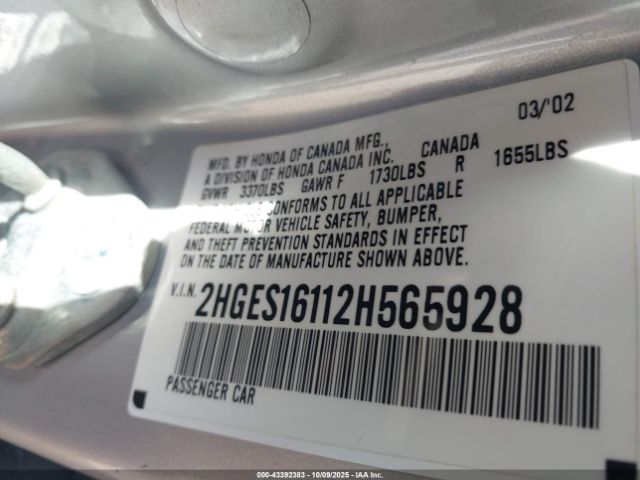 03/'02
MFD. BY HONDA OF CANADA MFG.,
A DIVISION OF HONDA CANADA INC. CANADA
GVWR 3370LBS GAWR F 1730LBS R 1655LBS
CONFORMS TO ALL APPLICABLE
FEDERAL MOTOR VEHICLE SAFETY, BUMPER,
AND THEFT PREVENTION STANDARDS IN EFFECT
ON THE DATE OF MANUFACTURE SHOWN ABOVE.
V.I.N. 2HGES16112H565928
PASSENGER CAR
000-43392383 - 10/09/2025 - IAAI.COM